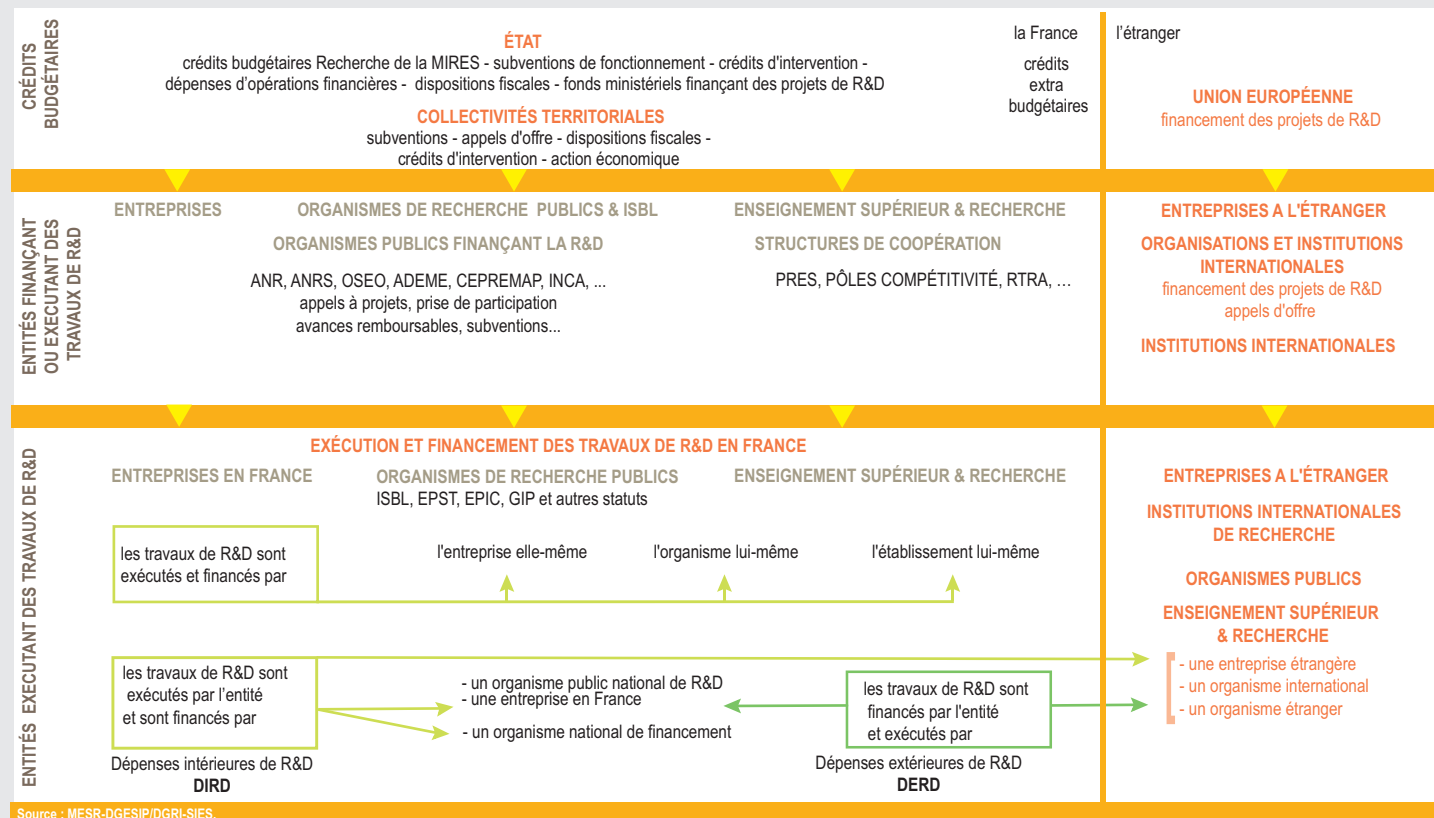 CRÉDITS
BUDGÉTAIRES
ÉTAT
crédits budgétaires Recherche de la MIRES - subventions de fonctionnement - crédits d'intervention -
dépenses d'opérations financières - dispositions fiscales - fonds ministériels finançant des projets de R&D
COLLECTIVITÉS TERRITORIALES
subventions - appels d'offre - dispositions fiscales -
crédits d'intervention - action économique
la France
crédits
extra
budgétaires
l'étranger
UNION EUROPÉENNE
financement des projets de R&D
ENTITÉS FINANÇANT
OU EXECUTANT DES
TRAVAUX DE R&D
ENTREPRISES
ORGANISMES DE RECHERCHE PUBLICS & ISBL
ORGANISMES PUBLICS FINANÇANT LA R&D
ANR, ANRS, OSEO, ADEME, CEPREMAP, INCA, ...
appels à projets, prise de participation
avances remboursables, subventions...
ENSEIGNEMENT SUPÉRIEUR & RECHERCHE
STRUCTURES DE COOPÉRATION
PRES, PÔLES COMPÉTITIVITÉ, RTRA, …
ENTREPRISES A L'ÉTRANGER
ORGANISATIONS ET INSTITUTIONS
INTERNATIONALES
financement des projets de R&D
appels d'offre
INSTITUTIONS INTERNATIONALES
ENTITÉS EXECUTANT DES TRAVAUX DE R&D
EXÉCUTION ET FINANCEMENT DES TRAVAUX DE R&D EN FRANCE
ENTREPRISES EN FRANCE
ORGANISMES DE RECHERCHE PUBLICS
ISBL, EPST, EPIC, GIP et autres statuts
ENSEIGNEMENT SUPÉRIEUR & RECHERCHE
les travaux de R&D sont
exécutés et financés par
l'entreprise elle-même
l'organisme lui-même
l'établissement lui-même
les travaux de R&D sont
exécutés par l'entité
et sont financés par
- un organisme public national de R&D
- une entreprise en France
- un organisme national de financement
les travaux de R&D sont
financés par l'entité
et exécutés par
Dépenses intérieures de R&D
DIRD
Dépenses extérieures de R&D
DERD
ENTREPRISES A L'ÉTRANGER
INSTITUTIONS INTERNATIONALES
DE RECHERCHE
ORGANISMES PUBLICS
ENSEIGNEMENT SUPÉRIEUR
& RECHERCHE
- une entreprise étrangère
- un organisme international
- un organisme étranger
Source : MESR-DGESIP/DGRI-SIES.